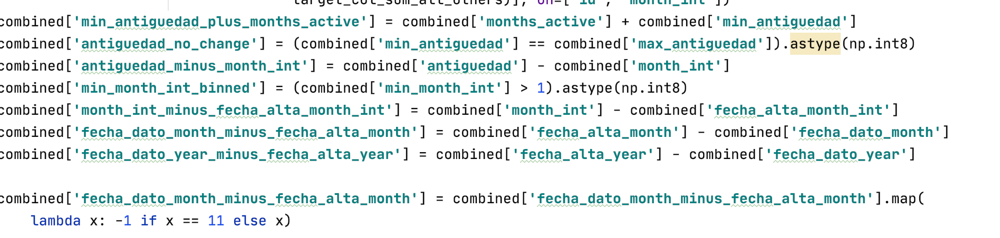 target_col_sum_all_others)], on=['id', 'month_int'])
combined['min_antiguedad_plus_months_active'] = combined['months_active'] + combined['min_antiguedad']
combined['antiguedad_no_change'] = (combined['min_antiguedad'] == combined['max_antiguedad']).astype(np.int8)
combined['antiguedad_minus_month_int'] = combined['antiguedad'] - combined['month_int']
combined['min_month_int_binned'] = (combined['min_month_int'] > 1).astype(np.int8)
combined['month_int_minus_fecha_alta_month_int'] = combined['month_int'] - combined['fecha_alta_month_int']
combined['fecha_dato_month_minus_fecha_alta_month'] = combined['fecha_alta_month'] - combined['fecha_dato_month']
combined['fecha_dato_year_minus_fecha_alta_year'] = combined['fecha_alta_year'] - combined['fecha_dato_year']
combined['fecha_dato_month_minus_fecha_alta_month'] = combined['fecha_dato_month_minus_fecha_alta_month'].map(
lambda x: -1 if x == 11 else x)